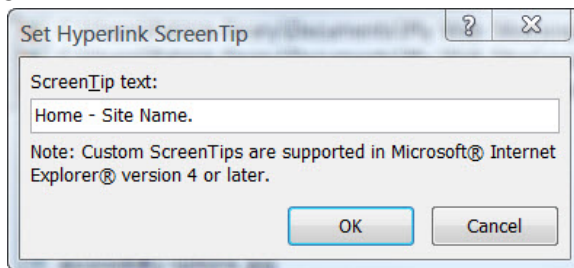 Set Hyperlink ScreenTip
ScreenTip text:
Home - Site Name.
Note: Custom ScreenTips are supported in Microsoft® Internet
Explorer® version 4 or later.
OK Cancel